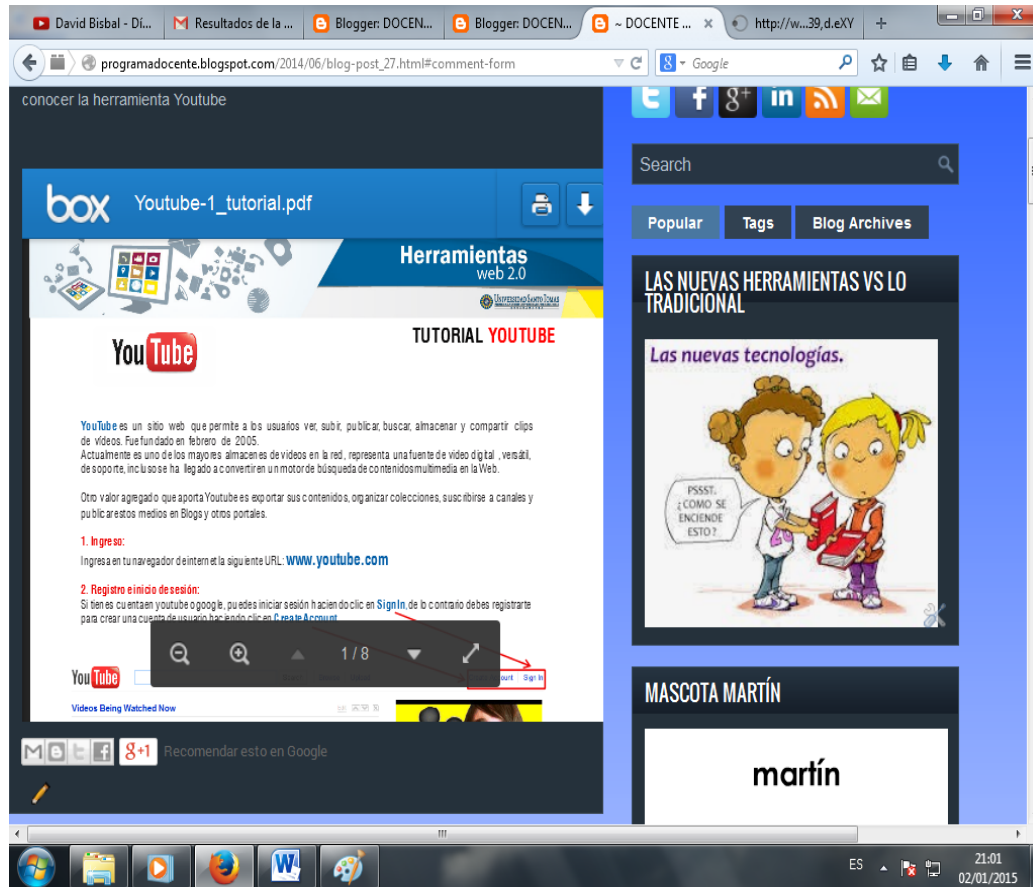 David Bisbal - Dí...
Resultados de la ...
Blogger: DOCEN...
Blogger: DOCEN...
~ DOCENTE ...
http://w...39,d.eXY
programadocente.blogspot.com/2014/06/blog-post_27.html#comment-form
Google
conocer la herramienta Youtube
Search
box Youtube-1_tutorial.pdf
Popular Tags Blog Archives
Herramientas
web 2.0
UNIVERSIDAD SANTO TOMAS
LAS NUEVAS HERRAMIENTAS VS LO
TRADICIONAL
You Tube
TUTORIAL YOUTUBE
YouTube es un sitio web que permite a los usuarios ver, subir, publicar, buscar, almacenar y compartir clips
de videos. Fue fundado en febrero de 2005.
Actualmente es uno de los mayores almacenes de videos en la red, representa una fuente de video digital , versátil,
de soporte, incluso se ha llegado a convertir en un motor de búsqueda de contenidos multimedia en la Web.
Otro valor agregado que aporta Youtube es exportar sus contenidos, organizar colecciones, suscribirse a canales y
publicar estos medios en Blogs y otros portales.
1. Ingreso:
Ingresa en tu navegador de internet la siguiente URL: www.youtube.com
2. Registro e inicio de sesión:
Si tienes cuenta en youtube o google, puedes iniciar sesión haciendo clic en Sign In, de lo contrario debes registrarte
para crear una cuenta de usuario haciendo clic en Create Account
1 / 8
You Tube
Sign In
Videos Being Watched Now
Las nuevas tecnologías.
PSSST.
¿COMO SE
ENCIENDE
ESTO?
MASCOTA MARTÍN
martín
g+1 Recomendar esto en Google
ES
21:01
02/01/2015